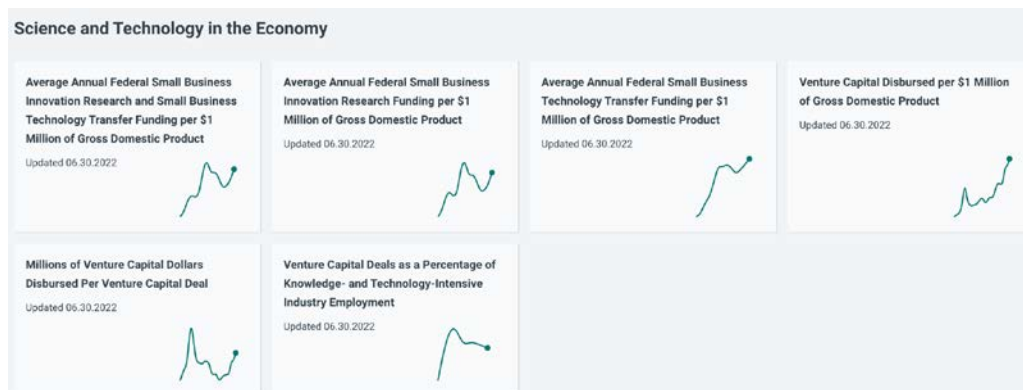 Science and Technology in the Economy
Average Annual Federal Small Business
Innovation Research and Small Business
Technology Transfer Funding per $1
Million of Gross Domestic Product
Updated 06.30.2022
Average Annual Federal Small Business
Innovation Research Funding per $1
Million of Gross Domestic Product
Updated 06.30.2022
Average Annual Federal Small Business
Technology Transfer Funding per $1
Million of Gross Domestic Product
Updated 06.30.2022
Venture Capital Disbursed per $1 Million
of Gross Domestic Product
Updated 06.30.2022
Millions of Venture Capital Dollars
Disbursed Per Venture Capital Deal
Updated 06.30.2022
Venture Capital Deals as a Percentage of
Knowledge- and Technology-Intensive
Industry Employment
Updated 06.30.2022